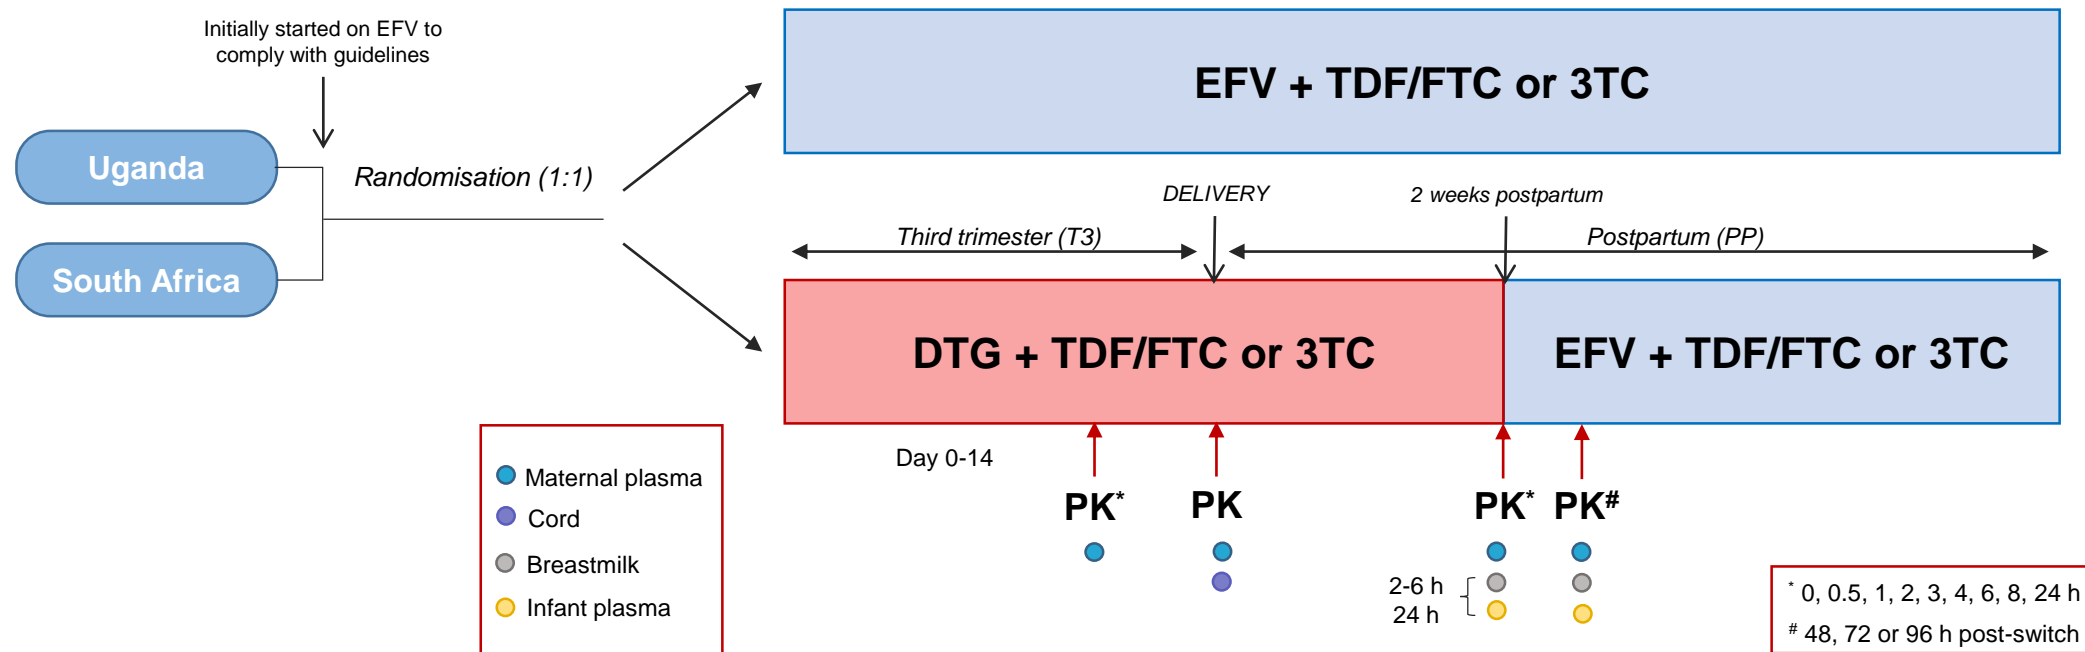 Initially started on EFV to
comply with guidelines
EFV + TDF/FTC or 3TC
Uganda
Randomisation (1:1)
South Africa
DELIVERY
2 weeks postpartum
Third trimester (T3)
Postpartum (PP)
DTG + TDF/FTC or 3TC
EFV + TDF/FTC or 3TC
Day 0-14
PK*
PK
PK*
PK#
Maternal plasma
Cord
Breastmilk
Infant plasma
2-6 h
24 h
* 0, 0.5, 1, 2, 3, 4, 6, 8, 24 h
# 48, 72 or 96 h post-switch